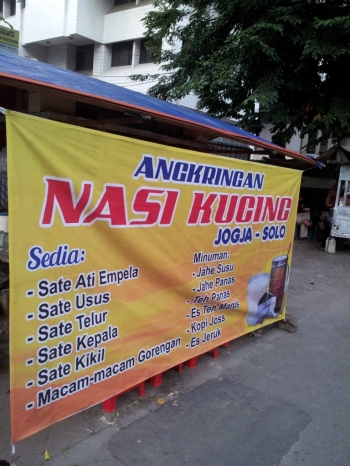 ANGKRINGAN
NASI KUCING
JOGJA - SOLO
Sedia:
- Sate Ati Empela
- Sate Usus
- Sate Telur
- Sate Kepala
- Sate Kikil
- Macam-macam Gorengan
Minuman:
- Jahe Susu
- Jahe Panas
- Teh Panas
- Es Teh Manis
- Kopi Joss
- Es Jeruk